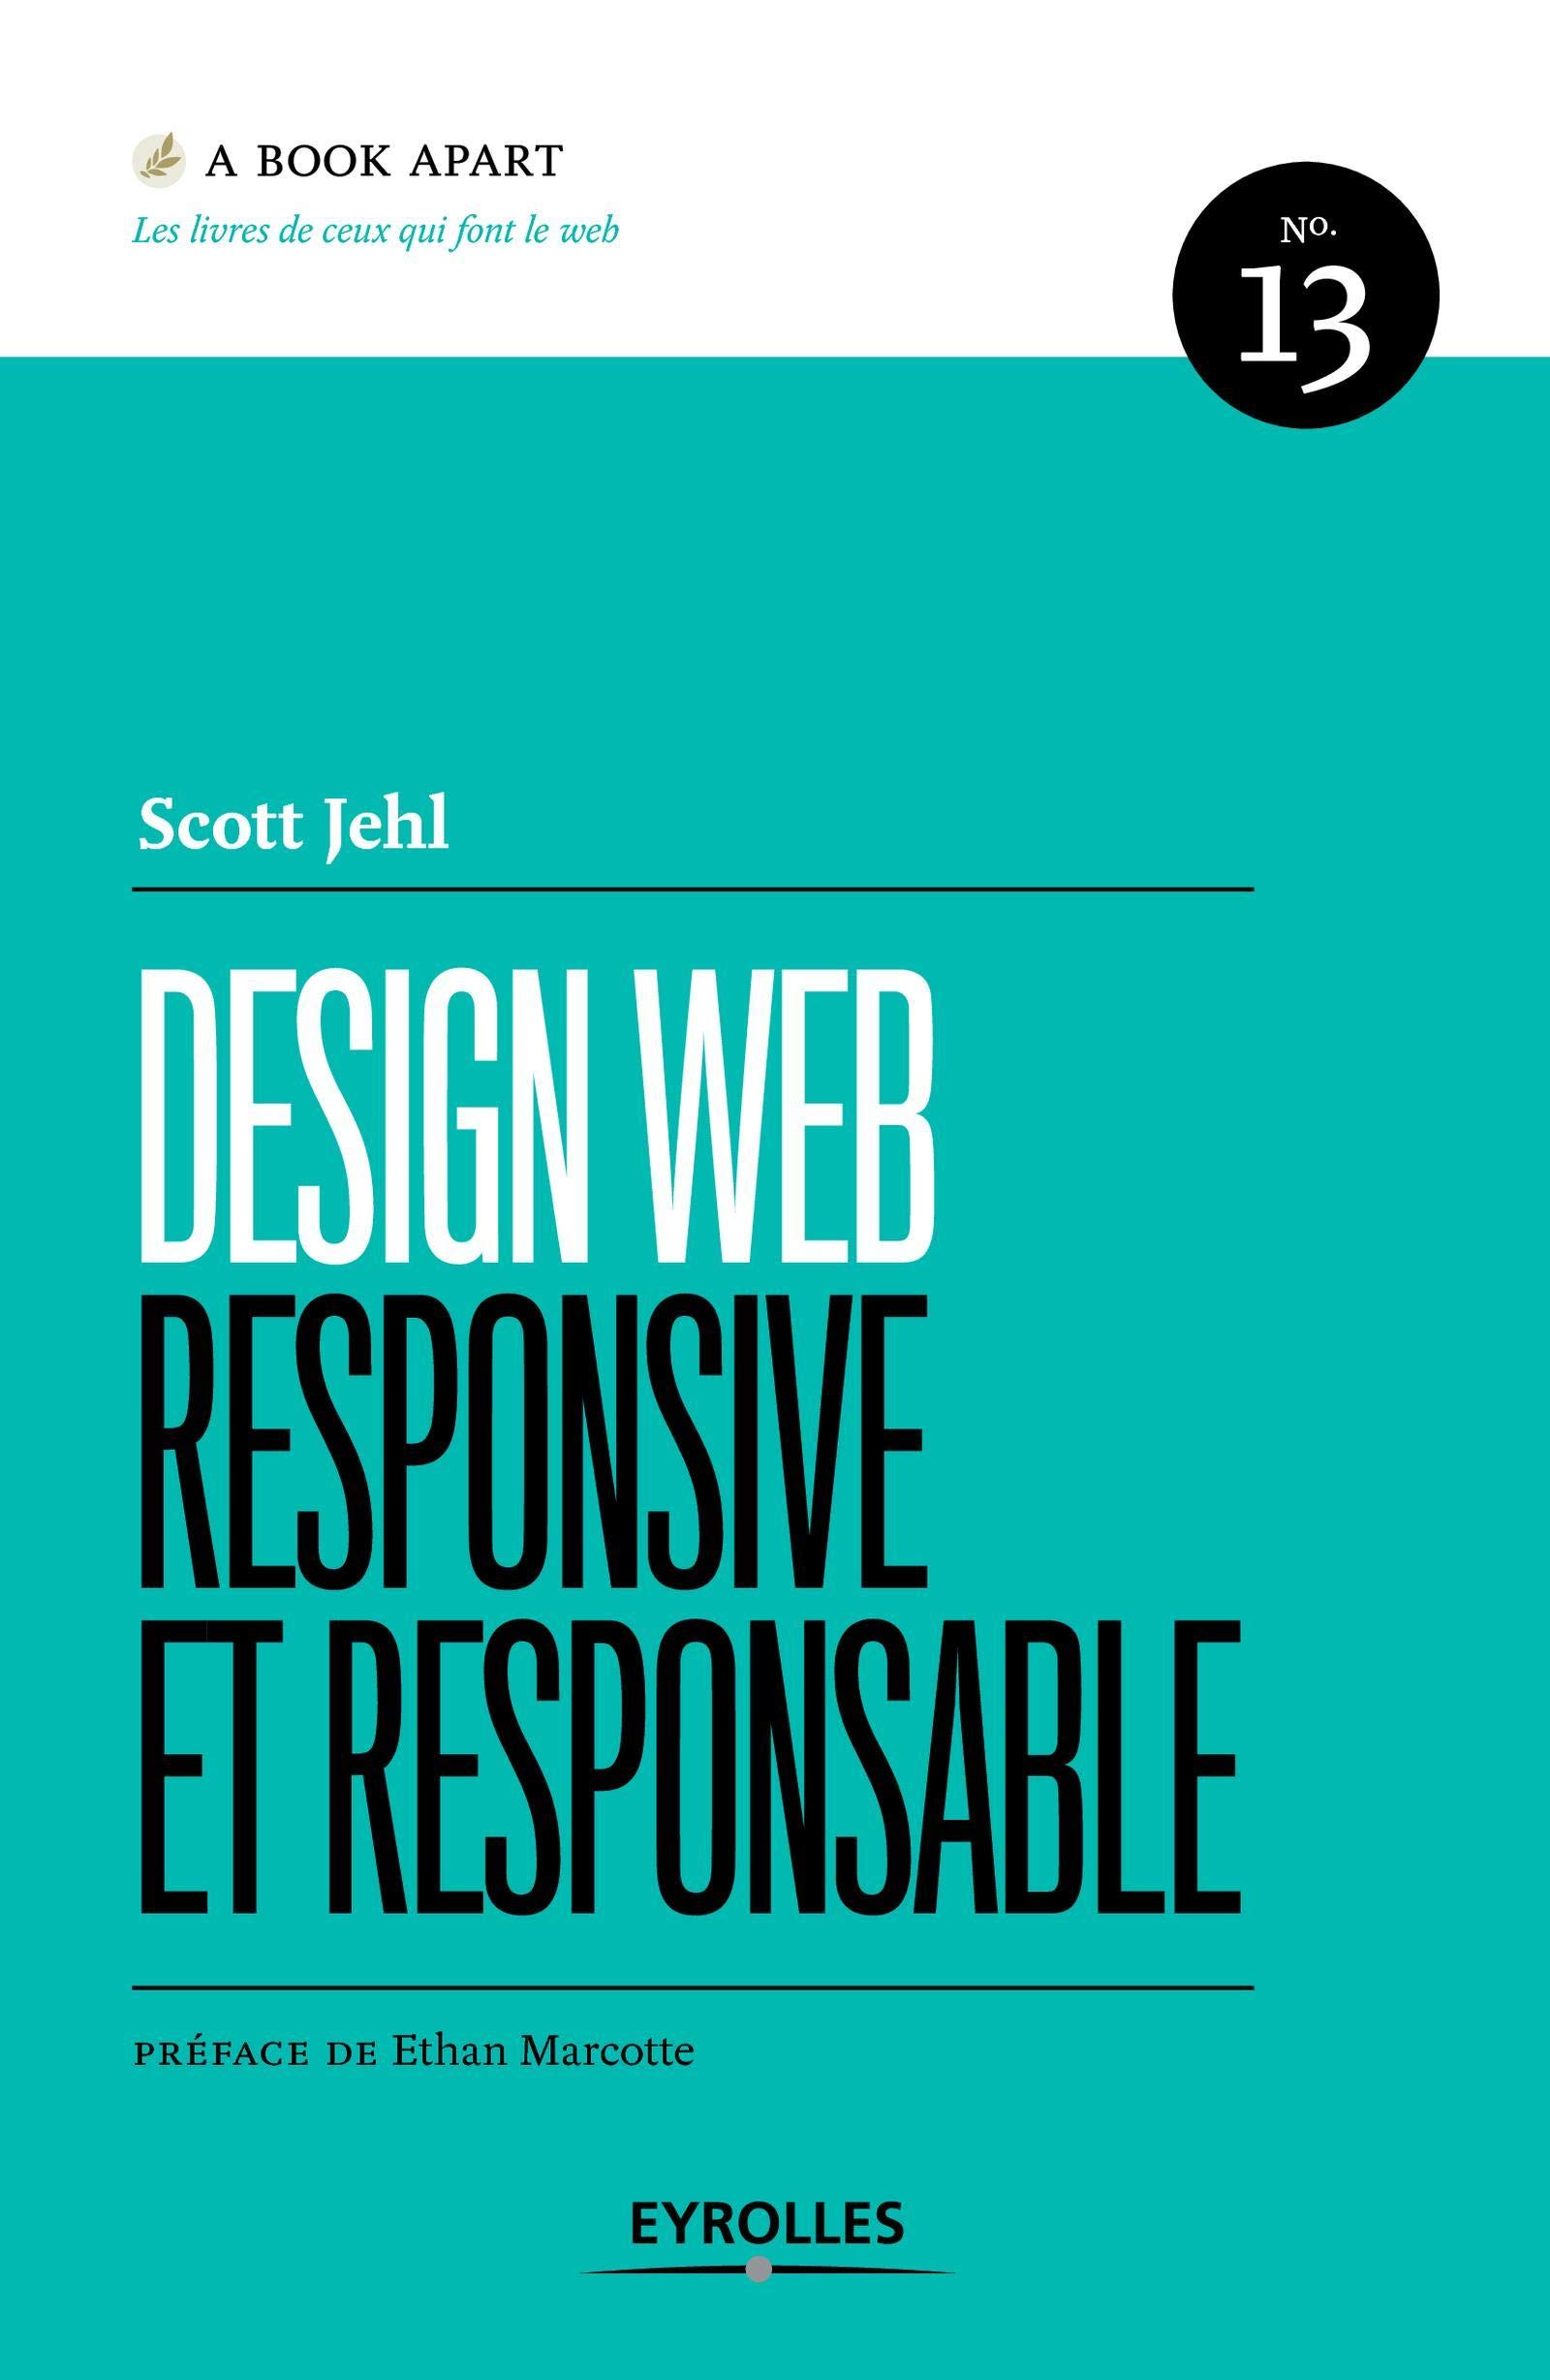 A BOOK APART
Les livres de ceux qui font le web
No.
13
Scott Jehl
DESIGN WEB
RESPONSIVE
ET RESPONSABLE
PRÉFACE DE Ethan Marcotte
EYROLLES